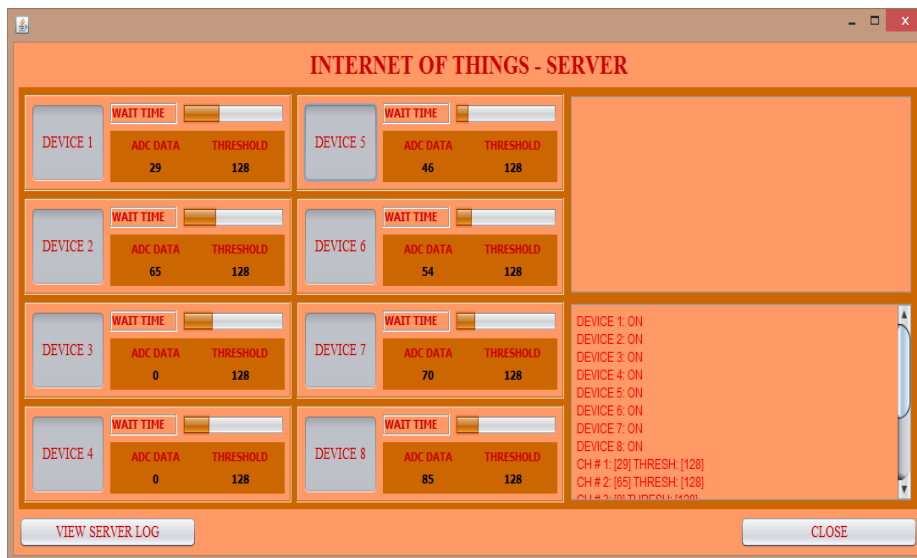 INTERNET OF THINGS - SERVER
DEVICE 1
WAIT TIME
ADC DATA THRESHOLD
29 128
DEVICE 2
WAIT TIME
ADC DATA THRESHOLD
65 128
DEVICE 3
WAIT TIME
ADC DATA THRESHOLD
0 128
DEVICE 4
WAIT TIME
ADC DATA THRESHOLD
0 128
DEVICE 5
WAIT TIME
ADC DATA THRESHOLD
46 128
DEVICE 6
WAIT TIME
ADC DATA THRESHOLD
54 128
DEVICE 7
WAIT TIME
ADC DATA THRESHOLD
70 128
DEVICE 8
WAIT TIME
ADC DATA THRESHOLD
85 128
DEVICE 1: ON
DEVICE 2: ON
DEVICE 3: ON
DEVICE 4: ON
DEVICE 5: ON
DEVICE 6: ON
DEVICE 7: ON
DEVICE 8: ON
CH # 1: [29] THRESH: [128]
CH # 2: [65] THRESH: [128]
CH # 3: [0] THRESH: [128]
VIEW SERVER LOG
CLOSE